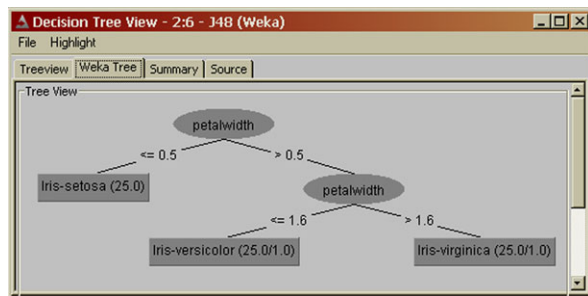 Decision Tree View - 2:6 - J48 (Weka)
File Highlight
Treeview Weka Tree Summary Source
Tree View
petalwidth
<= 0.5 > 0.5
Iris-setosa (25.0) petalwidth
<= 1.6 > 1.6
Iris-versicolor (25.0/1.0) Iris-virginica (25.0/1.0)